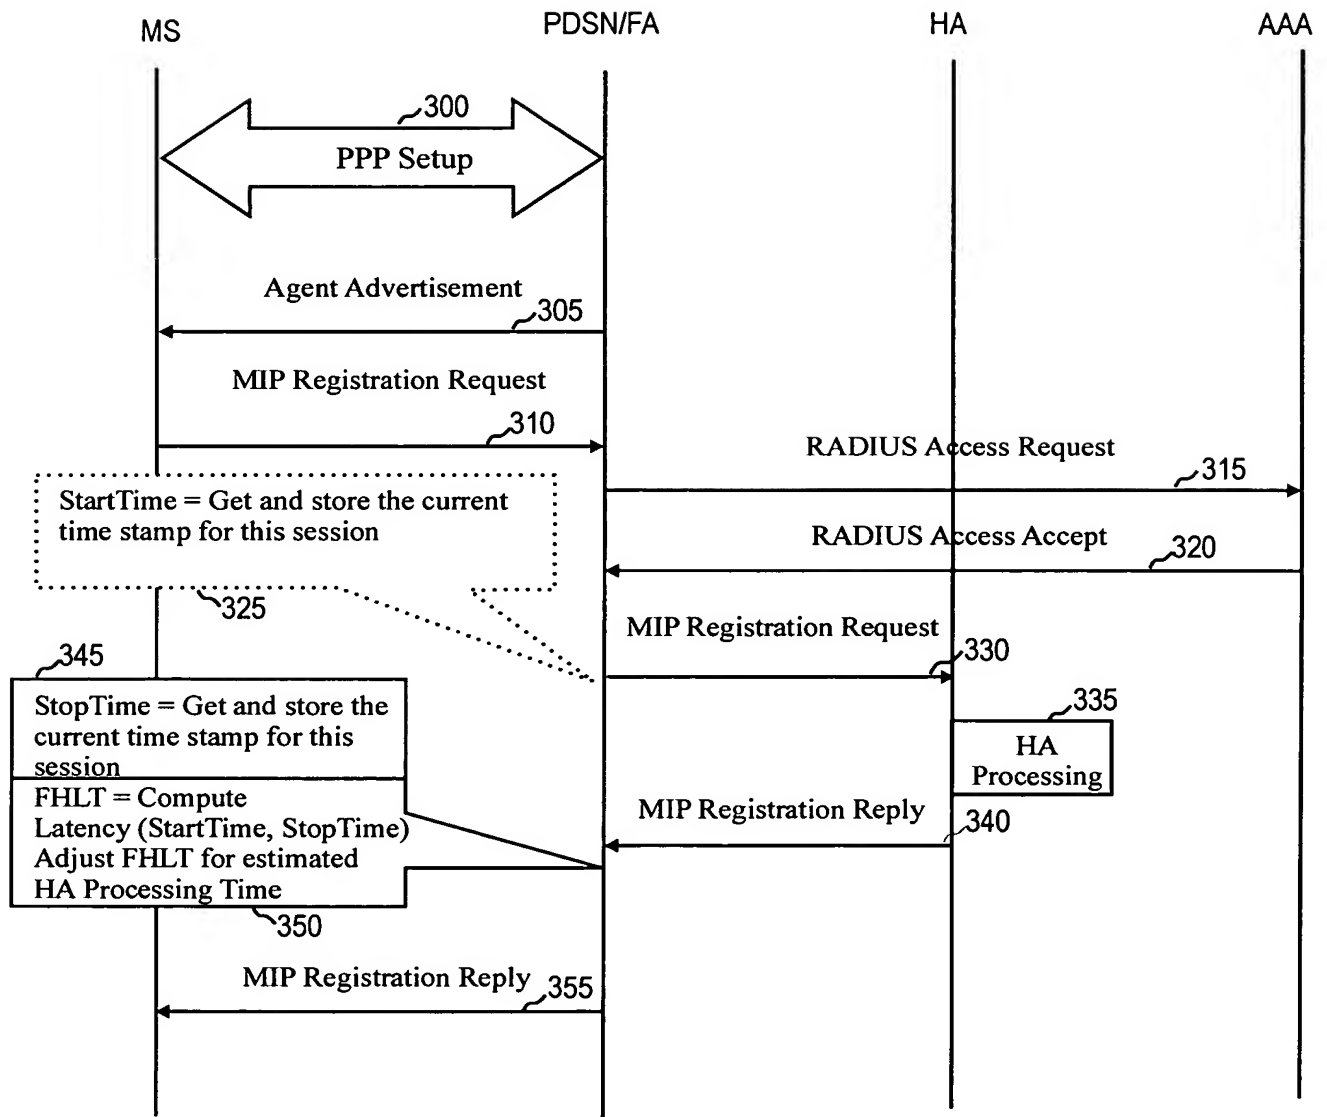 MS
PDSN/FA
HA
AAA
300
PPP Setup
Agent Advertisement
305
MIP Registration Request
310
RADIUS Access Request
315
StartTime = Get and store the current
time stamp for this session
325
RADIUS Access Accept
320
MIP Registration Request
330
345
StopTime = Get and store the
current time stamp for this
session
335
HA
Processing
FHLT = Compute
Latency (StartTime, StopTime)
Adjust FHLT for estimated
HA Processing Time
350
MIP Registration Reply
340
MIP Registration Reply
355